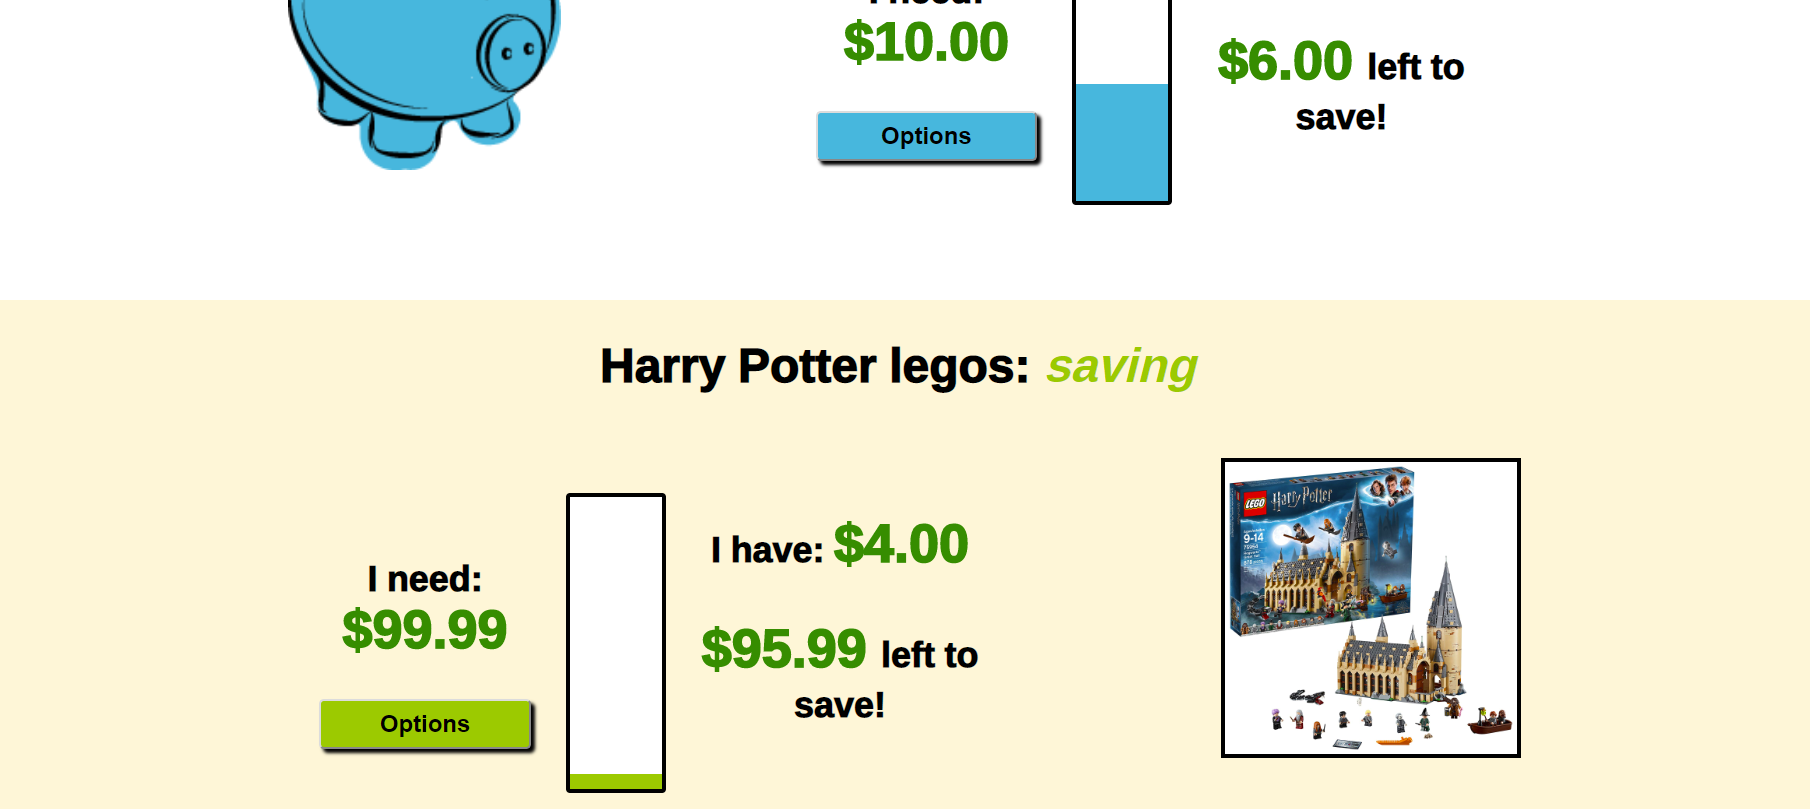 I need:
$10.00
$6.00 left to
save!
Options
Harry Potter legos: saving
I need:
$99.99
Options
I have: $4.00
$95.99 left to
save!
LEGO
Harry Potter
9-14